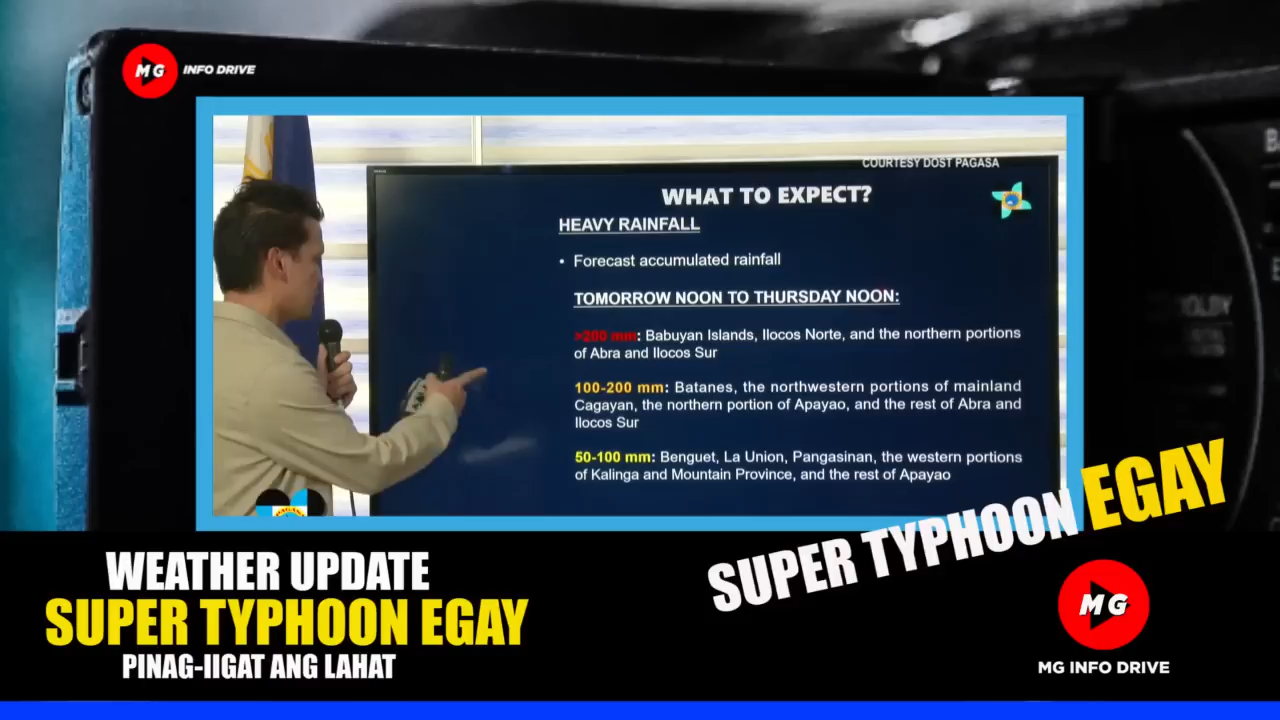 MG INFO DRIVE
COURTESY DOST PAGASA
WHAT TO EXPECT?
HEAVY RAINFALL
• Forecast accumulated rainfall
TOMORROW NOON TO THURSDAY NOON:
>200 mm: Babuyan Islands, Ilocos Norte, and the northern portions
of Abra and Ilocos Sur
100-200 mm: Batanes, the northwestern portions of mainland
Cagayan, the northern portion of Apayao, and the rest of Abra and
Ilocos Sur
50-100 mm: Benguet, La Union, Pangasinan, the western portions
of Kalinga and Mountain Province, and the rest of Apayao
SUPER TYPHOON EGAY
WEATHER UPDATE
SUPER TYPHOON EGAY
PINAG-IIGAT ANG LAHAT
MG
MG INFO DRIVE